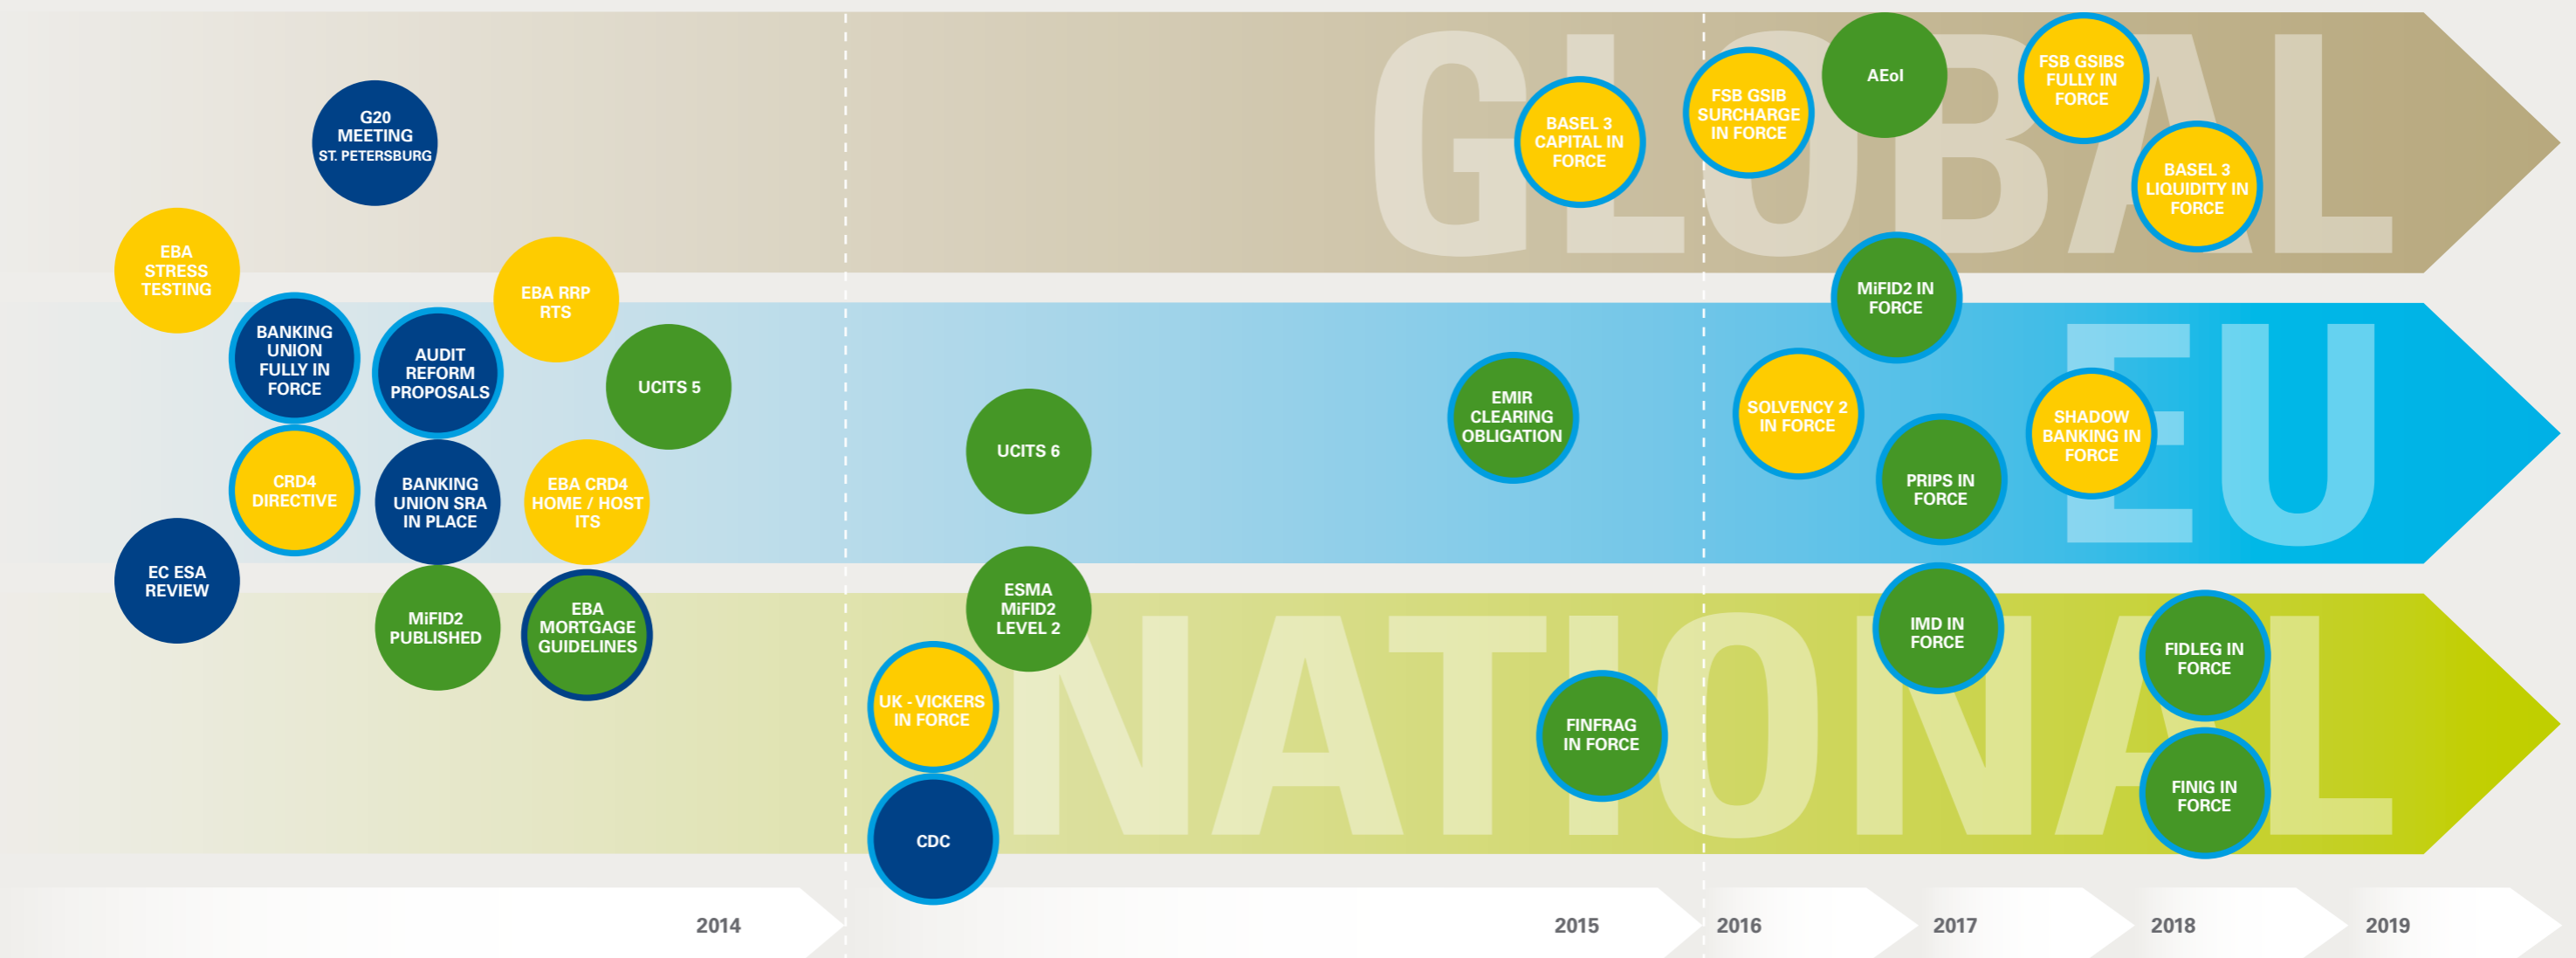 GLOBAL
G20
MEETING
ST. PETERSBURG
BASEL 3
CAPITAL IN
FORCE
FSB GSIB
SURCHARGE
IN FORCE
AEoI
FSB GSIBS
FULLY IN
FORCE
BASEL 3
LIQUIDITY IN
FORCE
EBA
STRESS
TESTING
EU
BANKING
UNION
FULLY IN
FORCE
AUDIT
REFORM
PROPOSALS
EBA RRP
RTS
UCITS 5
CRD4
DIRECTIVE
BANKING
UNION SRA
IN PLACE
EBA CRD4
HOME / HOST
ITS
UCITS 6
EMIR
CLEARING
OBLIGATION
SOLVENCY 2
IN FORCE
MiFID2 IN
FORCE
PRIPS IN
FORCE
SHADOW
BANKING IN
FORCE
EC ESA
REVIEW
NATIONAL
MiFID2
PUBLISHED
EBA
MORTGAGE
GUIDELINES
ESMA
MiFID2
LEVEL 2
UK - VICKERS
IN FORCE
CDC
FINFRAG
IN FORCE
IMD IN
FORCE
FIDLEG IN
FORCE
FINIG IN
FORCE
2014
2015
2016
2017
2018
2019